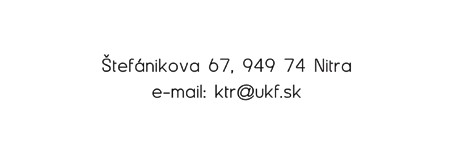 Štefánikova 67, 949 74 Nitra
e-mail: ktr@ukf.sk